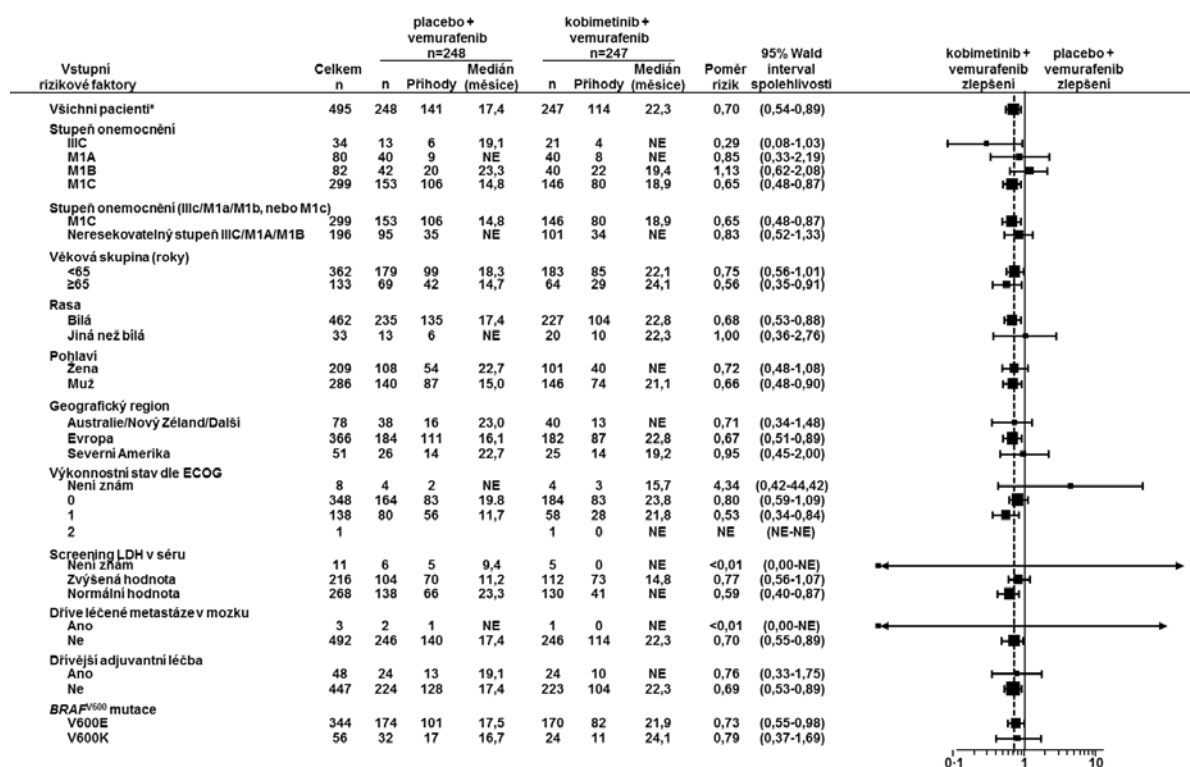 placebo + kobimetinib +
vemurafenib vemurafenib 95% Wald kobimetinib + placebo +
n=248 n=247
Vstupní Celkem Medián Medián Poměr interval vemurafenib vemurafenib
rizikové faktory n n Příhody (měsíce) n Příhody (měsíce) rizik spolehlivosti zlepšení zlepšení
Všichni pacienti* 495 248 141 17,4 247 114 22,3 0,70 (0,54-0,89)
Stupeň onemocnění
IIIC 34 13 6 19,1 21 4 NE 0,29 (0,08-1,03)
M1A 80 40 9 NE 40 8 NE 0,85 (0,33-2,19)
M1B 82 42 20 23,3 40 22 19,4 1,13 (0,62-2,08)
M1C 299 153 106 14,8 146 80 18,9 0,65 (0,48-0,87)
Stupeň onemocnění (IIIc/M1a/M1b, nebo M1c)
M1C 299 153 106 14,8 146 80 18,9 0,65 (0,48-0,87)
Neresekovatelný stupeň IIIC/M1A/M1B 196 95 35 NE 101 34 NE 0,83 (0,52-1,33)
Věková skupina (roky)
<65 362 179 99 18,3 183 85 22,1 0,75 (0,56-1,01)
≥65 133 69 42 14,7 64 29 24,1 0,56 (0,35-0,91)
Rasa
Bílá 462 235 135 17,4 227 104 22,8 0,68 (0,53-0,88)
Jiná než bílá 33 13 6 NE 20 10 22,3 1,00 (0,36-2,76)
Pohlaví
Žena 209 108 54 22,7 101 40 NE 0,72 (0,48-1,08)
Muž 286 140 87 15,0 146 74 21,1 0,66 (0,48-0,90)
Geografický region
Australie/Nový Zéland/Další 78 38 16 23,0 40 13 NE 0,71 (0,34-1,48)
Evropa 366 184 111 16,1 182 87 22,8 0,67 (0,51-0,89)
Severní Amerika 51 26 14 22,7 25 14 19,2 0,95 (0,45-2,00)
Výkonnostní stav dle ECOG
Není znám 8 4 2 NE 4 3 15,7 4,34 (0,42-44,42)
0 348 164 83 19.8 184 83 23,8 0,80 (0,59-1,09)
1 138 80 56 11,7 58 28 21,8 0,53 (0,34-0,84)
2 1 1 0 NE NE (NE-NE)
Screening LDH v séru
Není znám 11 6 5 9,4 5 0 NE <0,01 (0,00-NE)
Zvýšená hodnota 216 104 70 11,2 112 73 14,8 0,77 (0,56-1,07)
Normální hodnota 268 138 66 23,3 130 41 NE 0,59 (0,40-0,87)
Dříve léčené metastáze v mozku
Ano 3 2 1 NE 1 0 NE <0,01 (0,00-NE)
Ne 492 246 140 17,4 246 114 22,3 0,70 (0,55-0,89)
Dřívější adjuvantní léčba
Ano 48 24 13 19,1 24 10 NE 0,76 (0,33-1,75)
Ne 447 224 128 17,4 223 104 22,3 0,69 (0,53-0,89)
BRAFV600 mutace
V600E 344 174 101 17,5 170 82 21,9 0,73 (0,55-0,98)
V600K 56 32 17 16,7 24 11 24,1 0,79 (0,37-1,69)
0·1 1 10